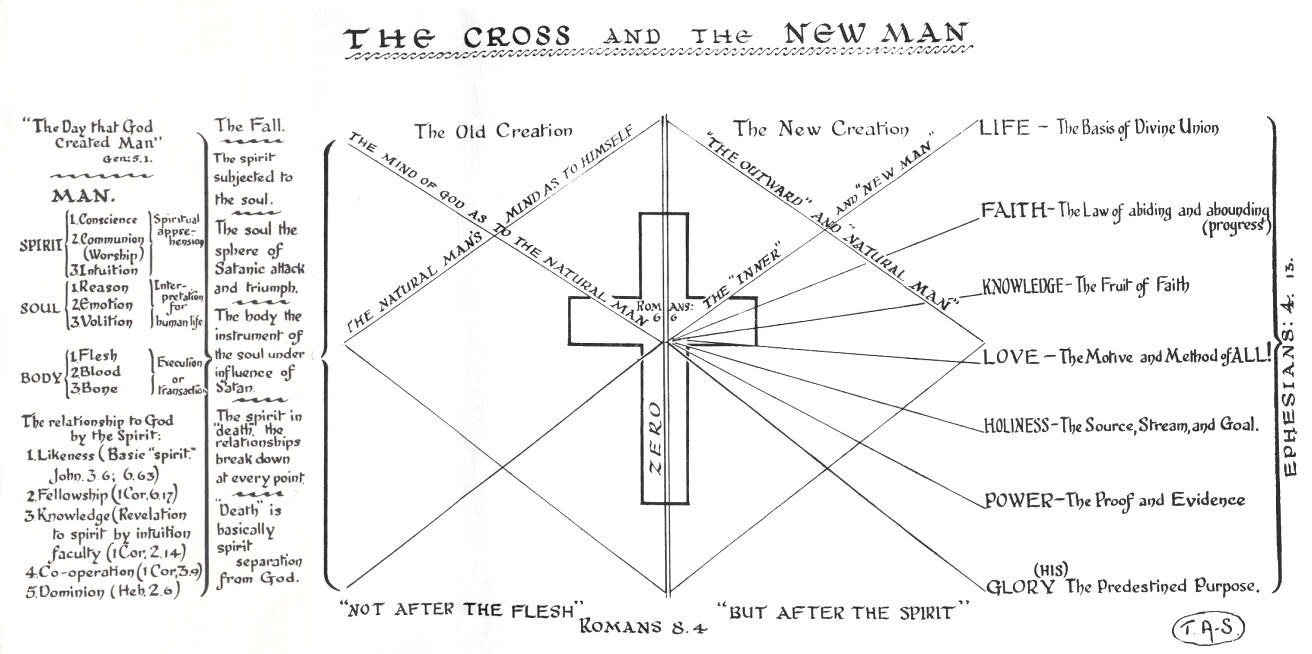 THE CROSS AND THE NEW MAN
"The Day that God
Created Man"
Gen: 5.1.
MAN.
SPIRIT
1. Conscience
2. Communion
(Worship)
3. Intuition
Spiritual
appre-
hension
SOUL
1. Reason
2. Emotion
3. Volition
Inter-
pretation
for
human life
BODY
1. Flesh
2. Blood
3. Bone
Execution
or
Transaction
The relationship to God
by the Spirit:
1. Likeness (Basic "spirit."
John. 3.6; 6.63)
2. Fellowship (1 Cor. 6.17)
3 Knowledge (Revelation
to spirit by intuition
faculty (1 Cor. 2.14)
4. Co-operation (1 Cor. 3.9)
5. Dominion (Heb. 2.6)
The Fall.
The spirit
subjected to
the soul.
The soul the
sphere of
Satanic attack
and triumph.
The body the
instrument of
the soul under
influence of
Satan.
The spirit in
"death," the
relationships
break down
at every point.
"Death" is
basically
spirit
separation
from God.
The Old Creation
THE MIND OF GOD AS TO THE NATURAL MAN
THE NATURAL MAN'S MIND AS TO HIMSELF
The New Creation
"THE OUTWARD" AND "NATURAL MAN"
THE "INNER" AND "NEW MAN"
ROMANS:
6 6
ZERO
LIFE - The Basis of Divine Union
FAITH - The Law of abiding and abounding
(progress)
KNOWLEDGE - The Fruit of Faith
LOVE - The Motive and Method of ALL!
HOLINESS - The Source, Stream, and Goal.
POWER - The Proof and Evidence
(HIS)
GLORY The Predestined Purpose.
EPHESIANS: 4: 13.
"NOT AFTER THE FLESH"
"BUT AFTER THE SPIRIT"
ROMANS 8.4
T.A-S.